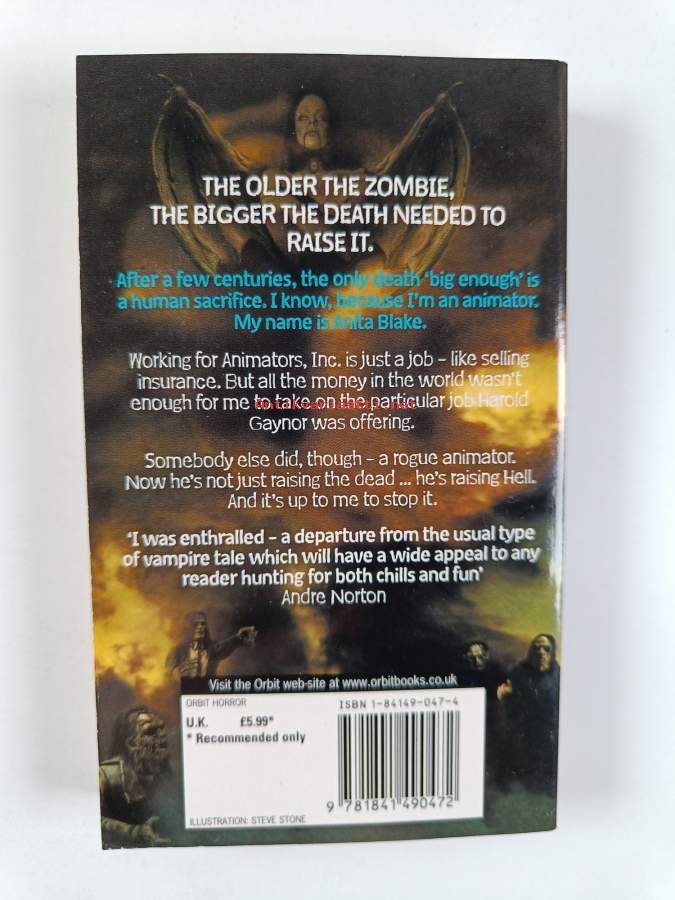 THE OLDER THE ZOMBIE,
THE BIGGER THE DEATH NEEDED TO
RAISE IT.
After a few centuries, the only death 'big enough' is
a human sacrifice. I know, because I'm an animator.
My name is Anita Blake.
Working for Animators, Inc. is just a job – like selling
insurance. But all the money in the world wasn't
enough for me to take on the particular job Harold
Gaynor was offering.
Somebody else did, though – a rogue animator.
Now he's not just raising the dead ... he's raising Hell.
And it's up to me to stop it.
'I was enthralled – a departure from the usual type
of vampire tale which will have a wide appeal to any
reader hunting for both chills and fun'
Andre Norton
Visit the Orbit web-site at www.orbitbooks.co.uk
ORBIT HORROR
U.K. £5.99*
* Recommended only
ISBN 1-84149-047-4
9 781841 490472
ILLUSTRATION: STEVE STONE